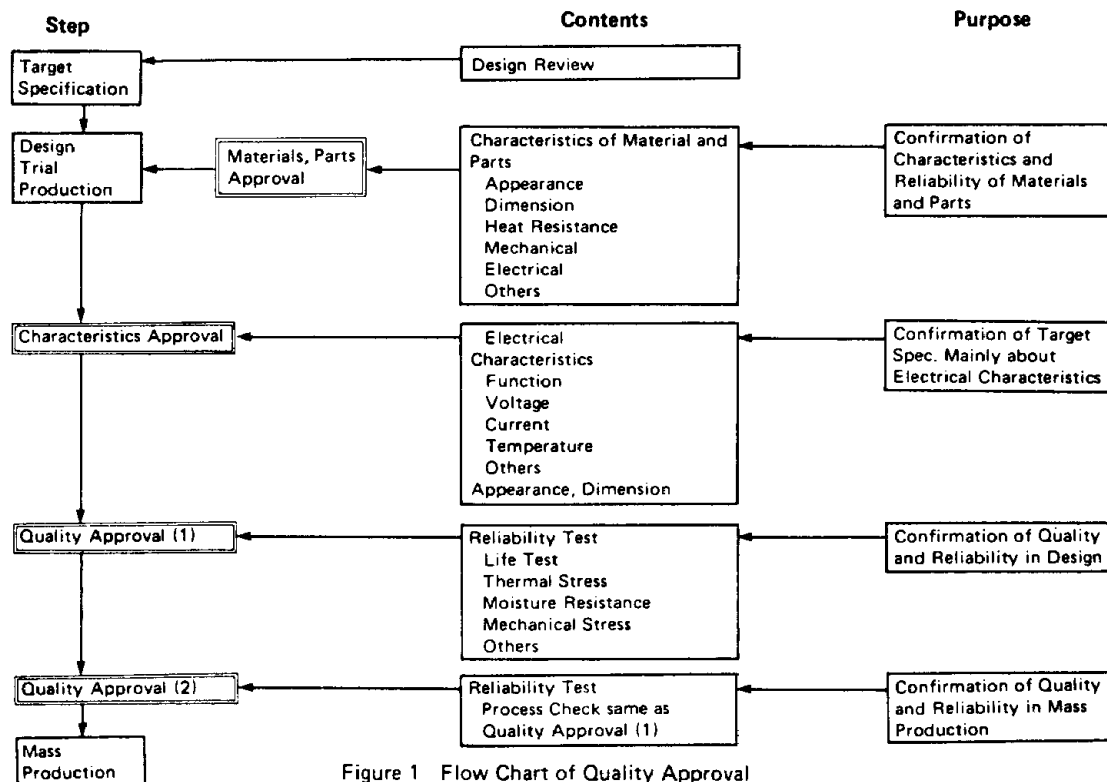 Step
Contents
Purpose
Target
Specification
Design Review
Design
Trial
Production
Materials, Parts
Approval
Characteristics of Material and
Parts
Appearance
Dimension
Heat Resistance
Mechanical
Electrical
Others
Confirmation of
Characteristics and
Reliability of Materials
and Parts
Characteristics Approval
Electrical
Characteristics
Function
Voltage
Current
Temperature
Others
Appearance, Dimension
Confirmation of Target
Spec. Mainly about
Electrical Characteristics
Quality Approval (1)
Reliability Test
Life Test
Thermal Stress
Moisture Resistance
Mechanical Stress
Others
Confirmation of Quality
and Reliability in Design
Quality Approval (2)
Reliability Test
Process Check same as
Quality Approval (1)
Confirmation of Quality
and Reliability in Mass
Production
Mass
Production
Figure 1 Flow Chart of Quality Approval